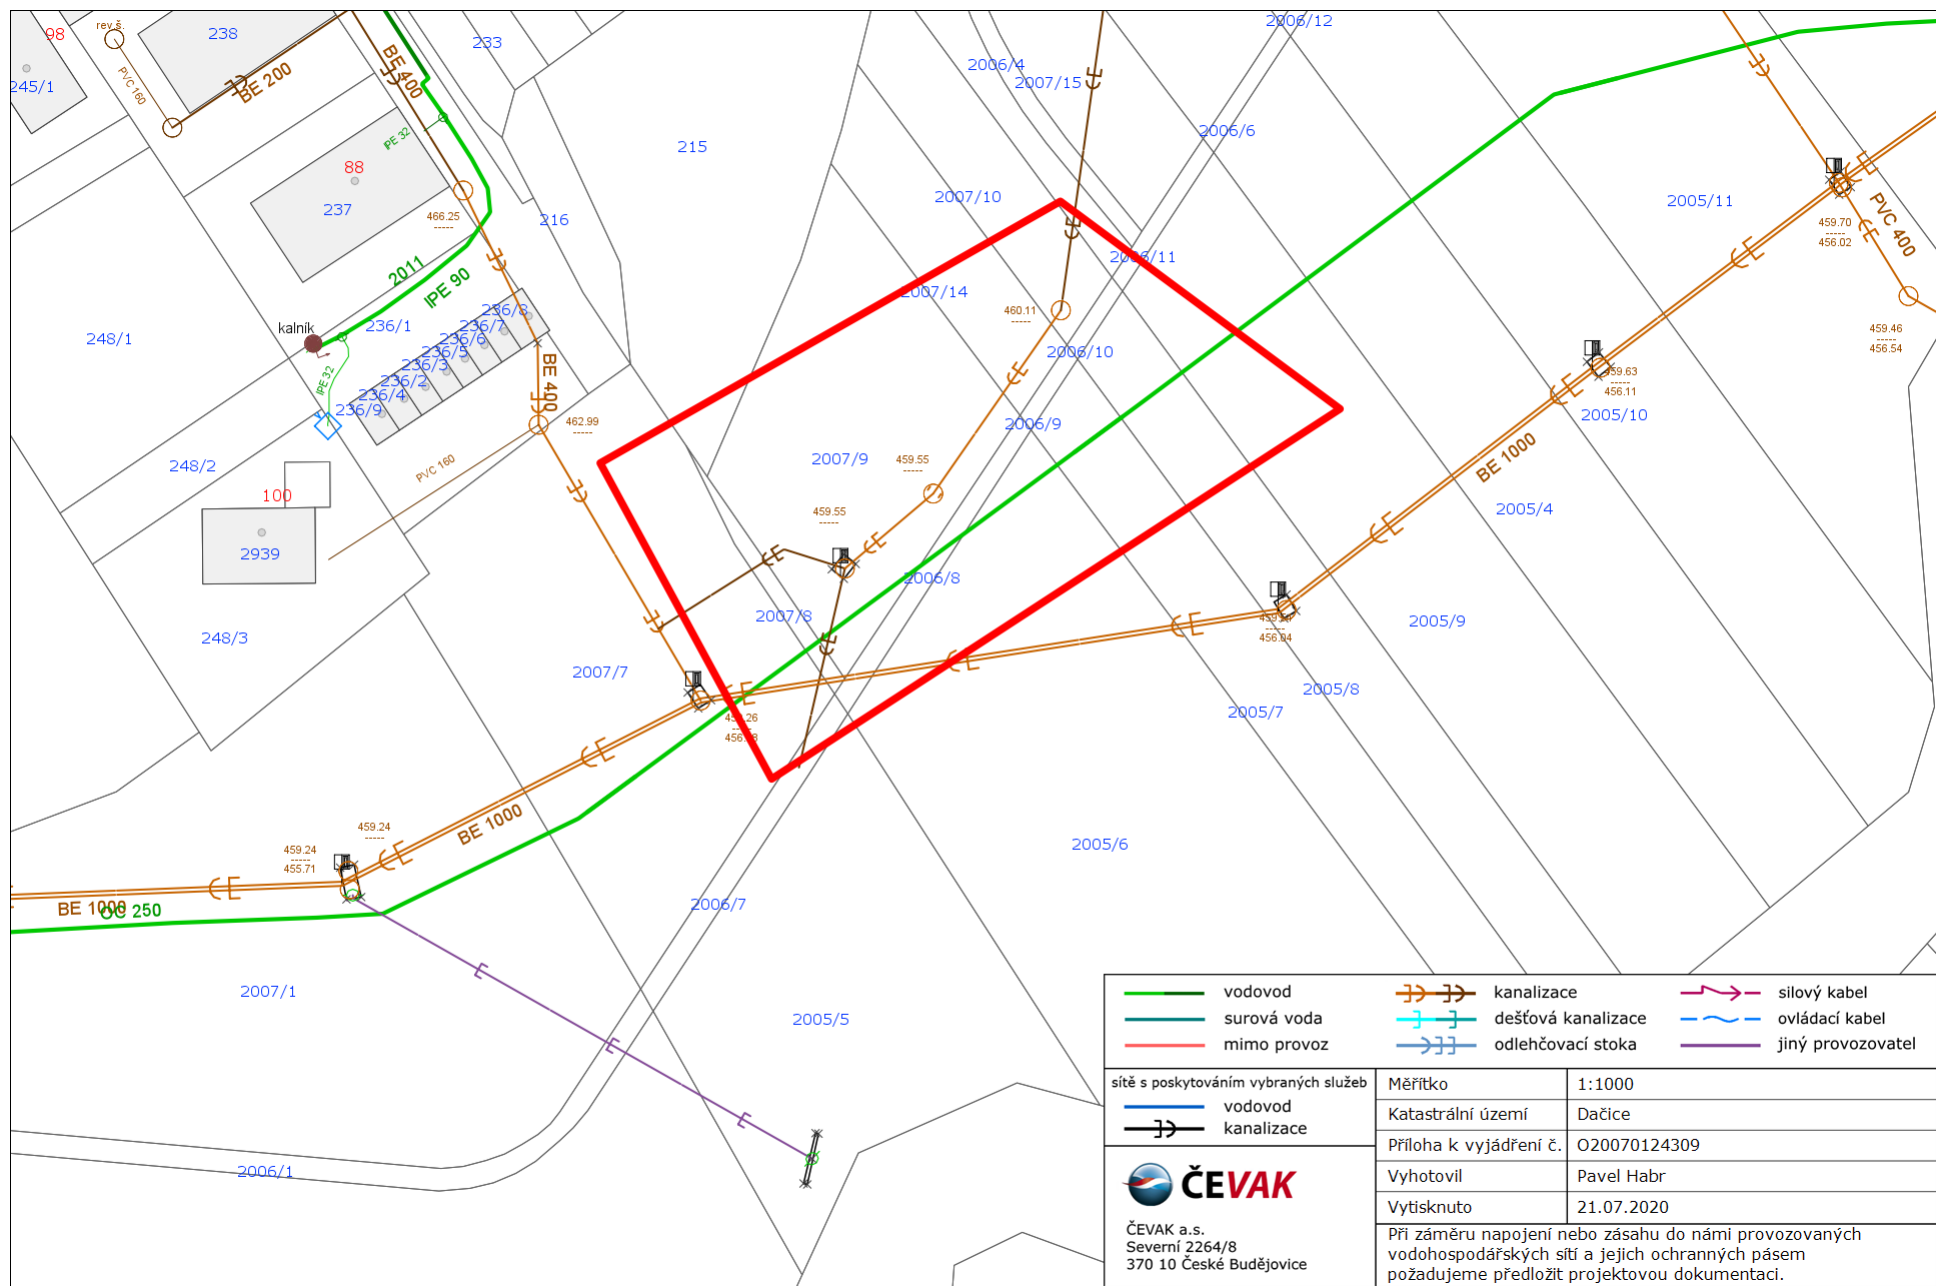 98
rev.š.
238
233
245/1
PVC 160
BE 200
BE 400
IPE 32
88
237
466.25
-----
216
215
2011
IPE 90
kalník
236/1
236/8
236/7
236/6
236/5
236/3
236/2
236/4
236/9
IPE 32
248/1
BE 400
462.99
-----
PVC 160
248/2
100
2939
248/3
2006/12
2006/4
2007/15
2006/6
2007/10
2006/11
2007/14
460.11
-----
2006/10
2006/9
2007/9
459.55
-----
459.55
-----
2006/8
2007/8
2007/7
2005/11
459.70
-----
456.02
PVC 400
459.46
-----
456.54
459.63
-----
456.11
2005/10
BE 1000
2005/4
2005/9
-----
456.04
2005/8
2005/7
2005/6
2006/7
BE 1000
459.24
-----
459.24
-----
455.71
BE 1000
OC 250
2007/1
2005/5
2006/1
vodovod
surová voda
mimo provoz
kanalizace
dešťová kanalizace
odlehčovací stoka
silový kabel
ovládací kabel
jiný provozovatel
sítě s poskytováním vybraných služeb
vodovod
kanalizace
ČEVAK
ČEVAK a.s.
Severní 2264/8
370 10 České Budějovice
Měřítko 1:1000
Katastrální území Dačice
Příloha k vyjádření č. O20070124309
Vyhotovil Pavel Habr
Vytisknuto 21.07.2020
Při záměru napojení nebo zásahu do námi provozovaných
vodohospodářských sítí a jejich ochranných pásem
požadujeme předložit projektovou dokumentaci.